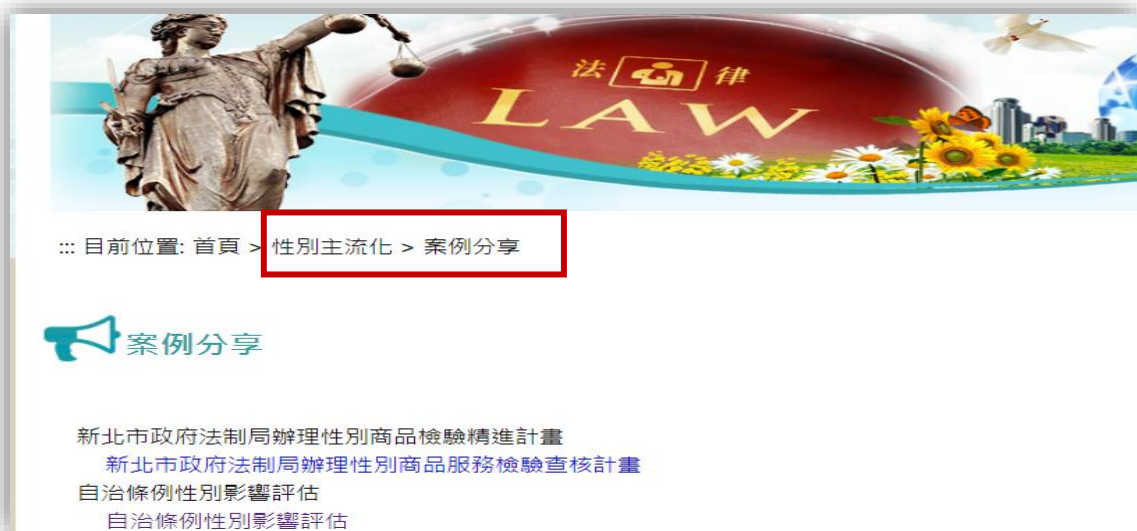 法律
LAW
::: 目前位置: 首頁 > 性別主流化 > 案例分享
案例分享
新北市政府法制局辦理性別商品檢驗精進計畫
新北市政府法制局辦理性別商品服務檢驗查核計畫
自治條例性別影響評估
自治條例性別影響評估